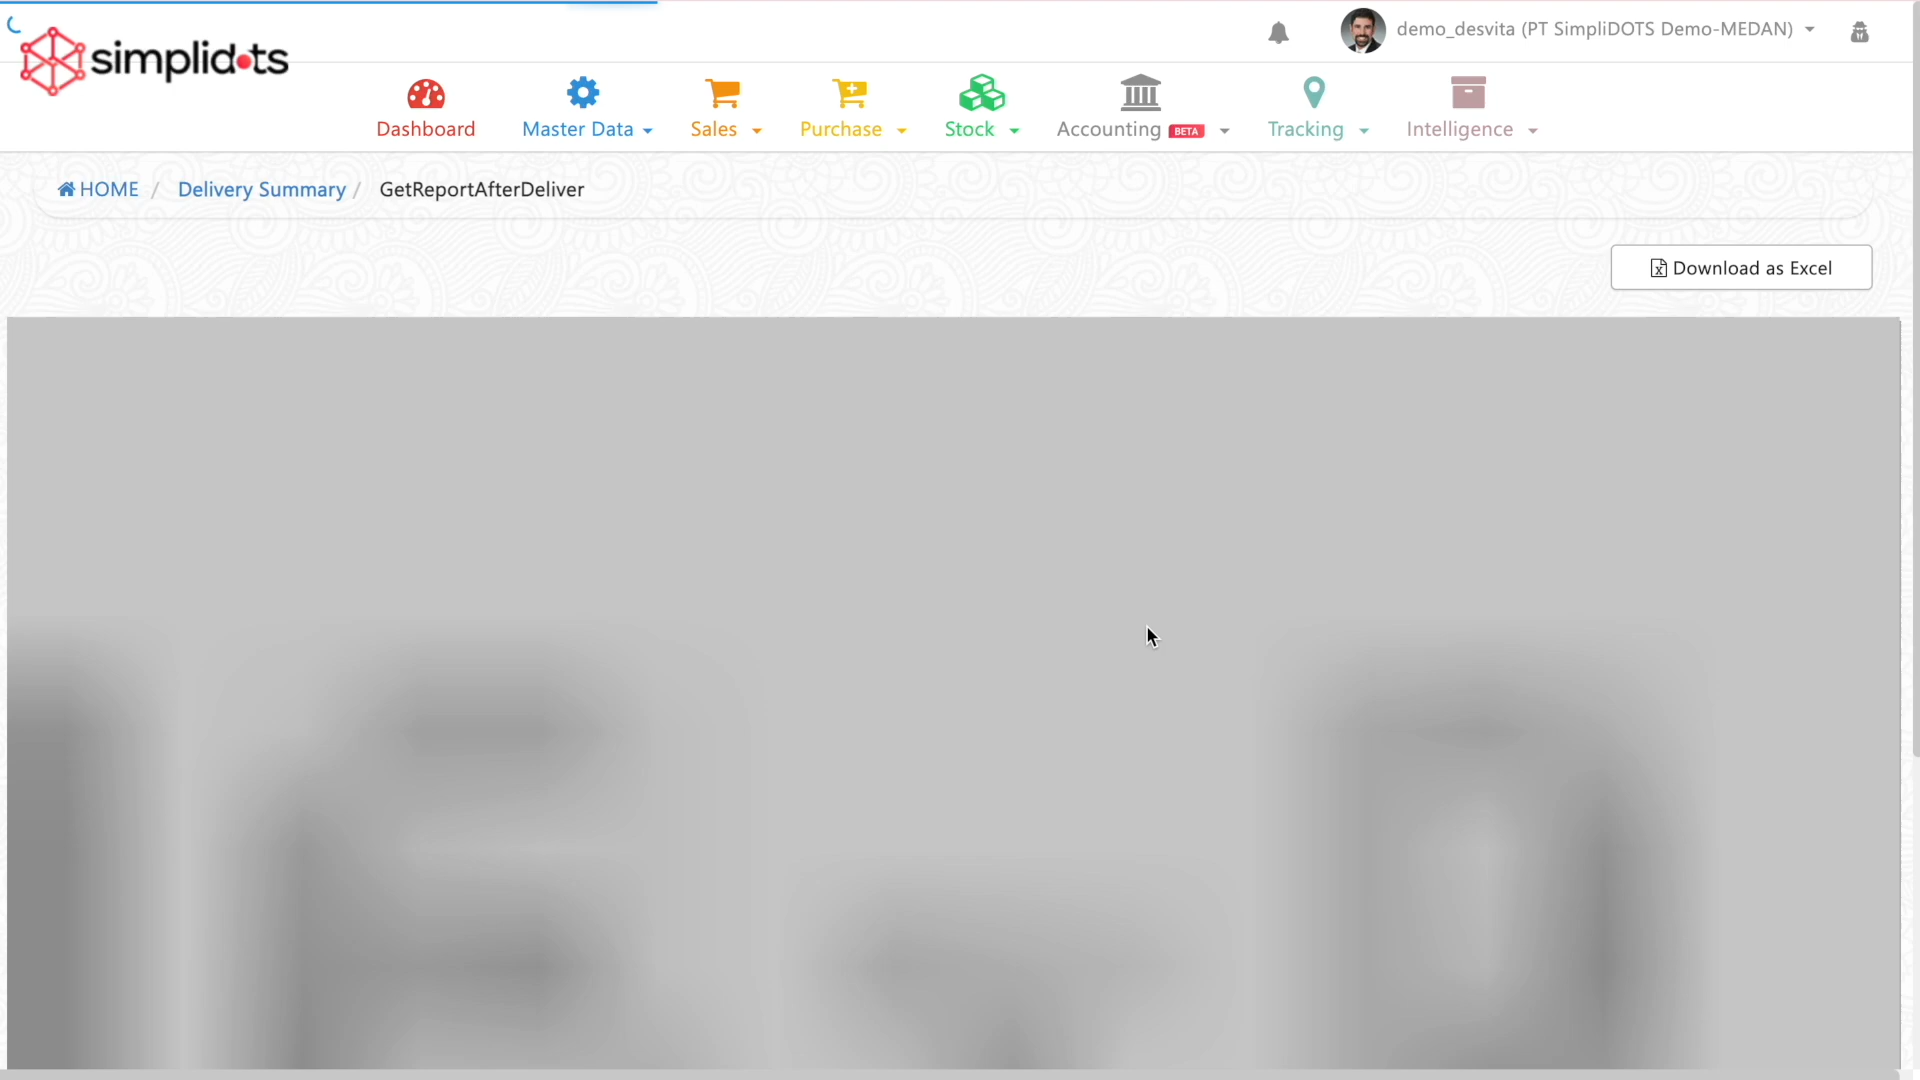 simplidots
demo_desvita (PT SimpliDOTS Demo-MEDAN)
Dashboard
Master Data
Sales
Purchase
Stock
Accounting BETA
Tracking
Intelligence
HOME / Delivery Summary / GetReportAfterDeliver
Download as Excel